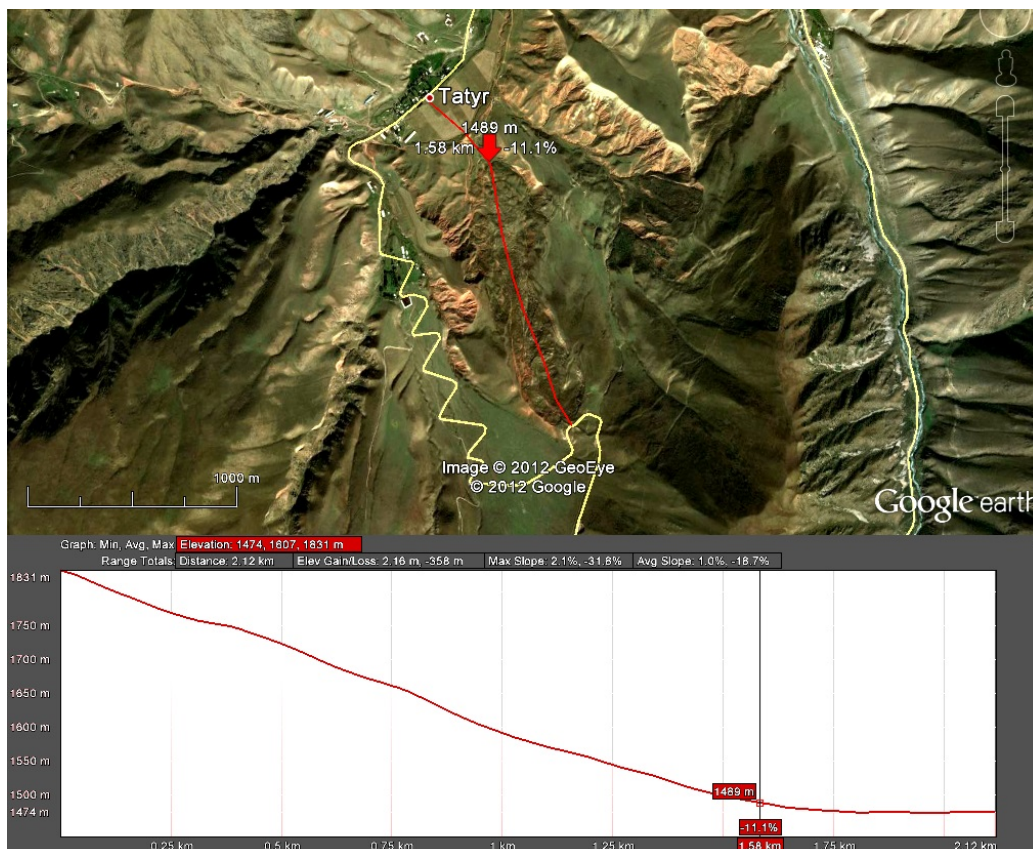 Tatyr
1489 m
1.58 km -11.1%
1000 m
Image © 2012 GeoEye
© 2012 Google
Google earth
Graph: Min, Avg, Max Elevation: 1474, 1607, 1831 m
Range Totals: Distance: 2.12 km Elev Gain/Loss: 2.16 m, -358 m Max Slope: 2.1%, -31.8% Avg Slope: 1.0%, -18.7%
1831 m
1750 m
1700 m
1650 m
1600 m
1550 m
1500 m
1489 m
1474 m
-11.1%
0.25 km 0.5 km 0.75 km 1 km 1.25 km 1.58 km 1.75 km 2.12 km